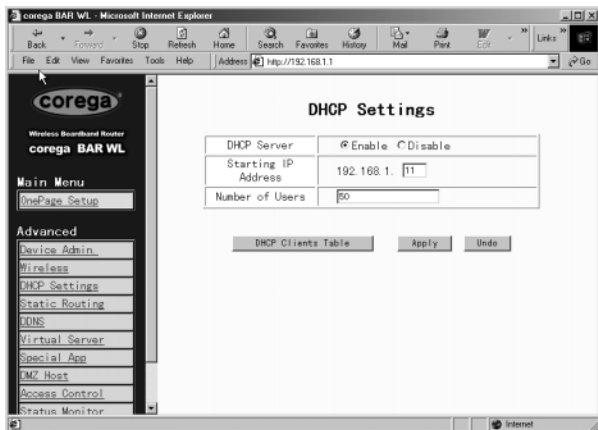 corega BAR WL - Microsoft Internet Explorer
Back Forward Stop Refresh Home Search Favorites History Mail Print Edit Links
File Edit View Favorites Tools Help Address http://192.168.1.1 Go
corega
Wireless Boardband Router
corega BAR WL
Main Menu
OnePage Setup
Advanced
Device Admin.
Wireless
DHCP Settings
Static Routing
DDNS
Virtual Server
Special App
DMZ Host
Access Control
Status Monitor
DHCP Settings
DHCP Server Enable Disable
Starting IP Address 192.168.1. 11
Number of Users 50
DHCP Clients Table Apply Undo
Internet